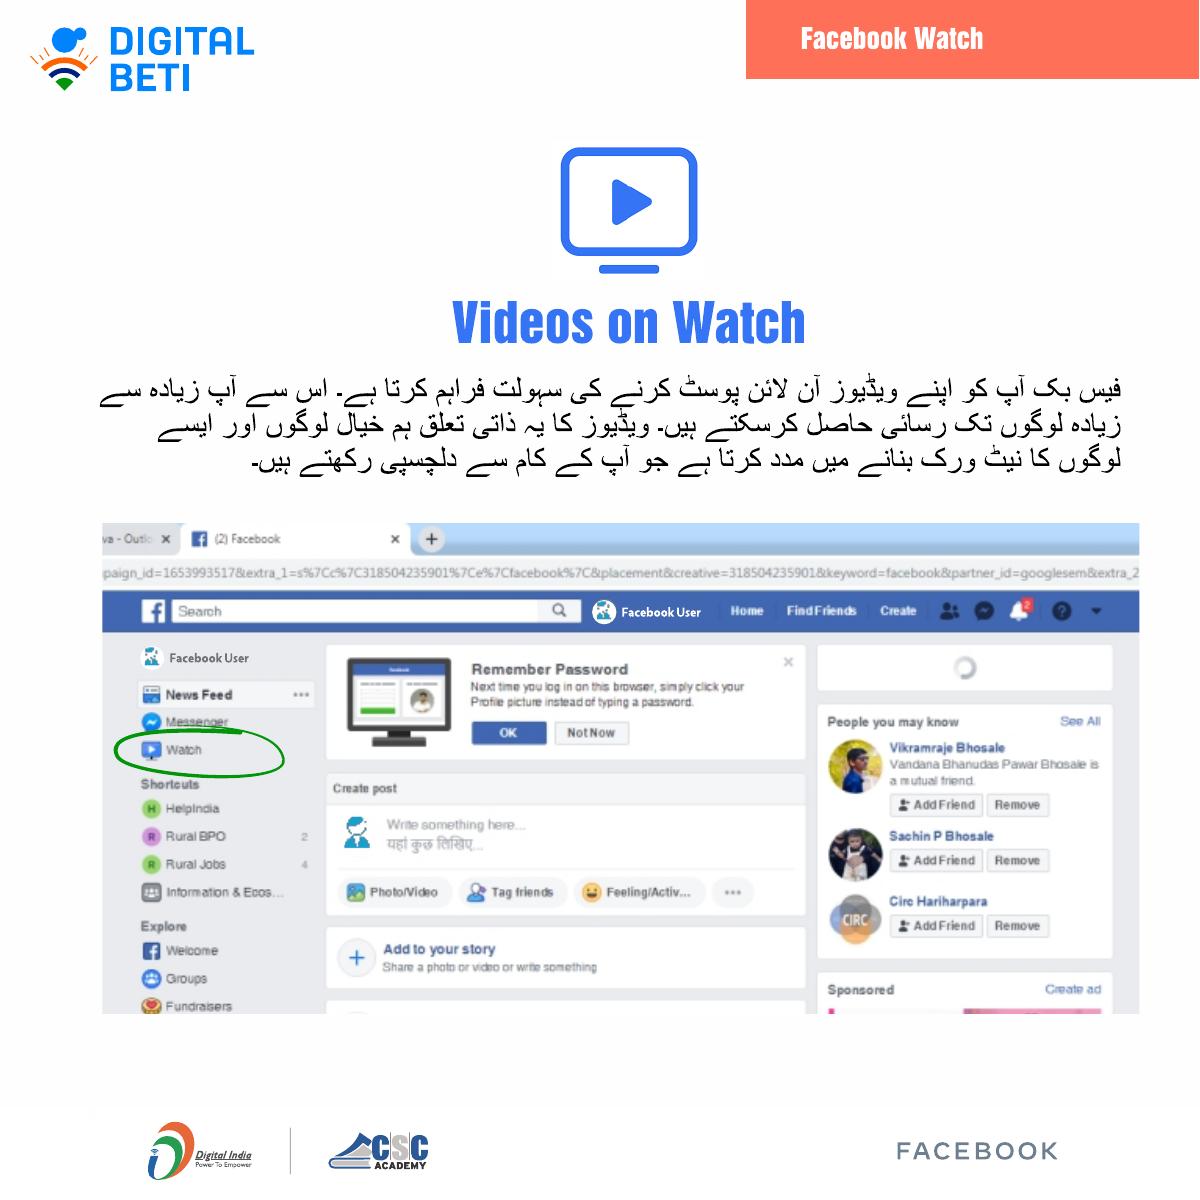 DIGITAL
BETI
Facebook Watch
Videos on Watch
فیس بک آپ کو اپنے ویڈیوز آن لائن پوسٹ کرنے کی سہولت فراہم کرتا ہے۔ اس سے آپ زیادہ سے
زیادہ لوگوں تک رسائی حاصل کرسکتے ہیں۔ ویڈیوز کا یہ ذاتی تعلق ہم خیال لوگوں اور ایسے
لوگوں کا نیٹ ورک بنانے میں مدد کرتا ہے جو آپ کے کام سے دلچسپی رکھتے ہیں۔
va - Outlo
(2) Facebook
paign_id=1653993517&extra_1=s%7Cc%7C318504235901%7Ce%7Cfacebook%7C&placement&creative=318504235901&keyword=facebook&partner_id=googlesem&extra_2
Search
Facebook User
Home
Find Friends
Create
2
Facebook User
News Feed
Messenger
Watch
Shortcuts
H HelpIndia
R Rural BPO 2
R Rural Jobs 4
Information & Ecos...
Explore
Welcome
Groups
Fundraisers
Remember Password
Next time you log in on this browser, simply click your
Profile picture instead of typing a password.
OK
Not Now
Create post
Write something here...
यहां कुछ लिखिए...
Photo/Video
Tag friends
Feeling/Activ...
Add to your story
Share a photo or video or write something
People you may know
See All
Vikramraje Bhosale
Vandana Bhanudas Pawar Bhosale is
a mutual friend.
Add Friend
Remove
Sachin P Bhosale
Add Friend
Remove
CIRC
Circ Hariharpara
Add Friend
Remove
Sponsored
Create ad
Digital India
Power To Empower
CSC
ACADEMY
FACEBOOK